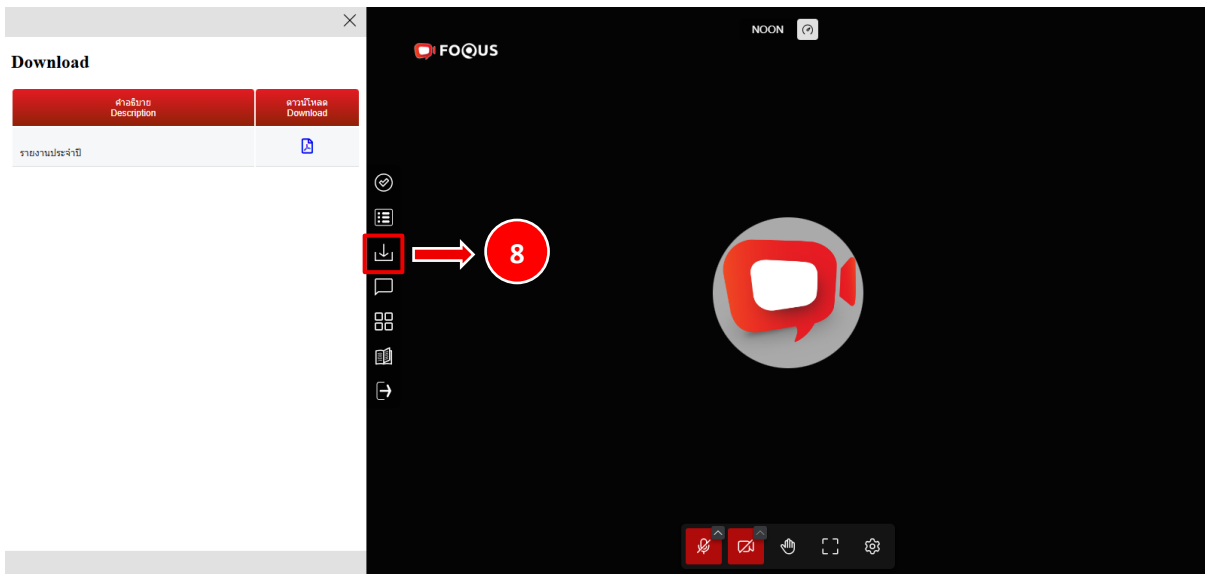 Download
คำอธิบาย
Description
ดาวน์โหลด
Download
รายงานประจำปี
FOQUS
NOON
8